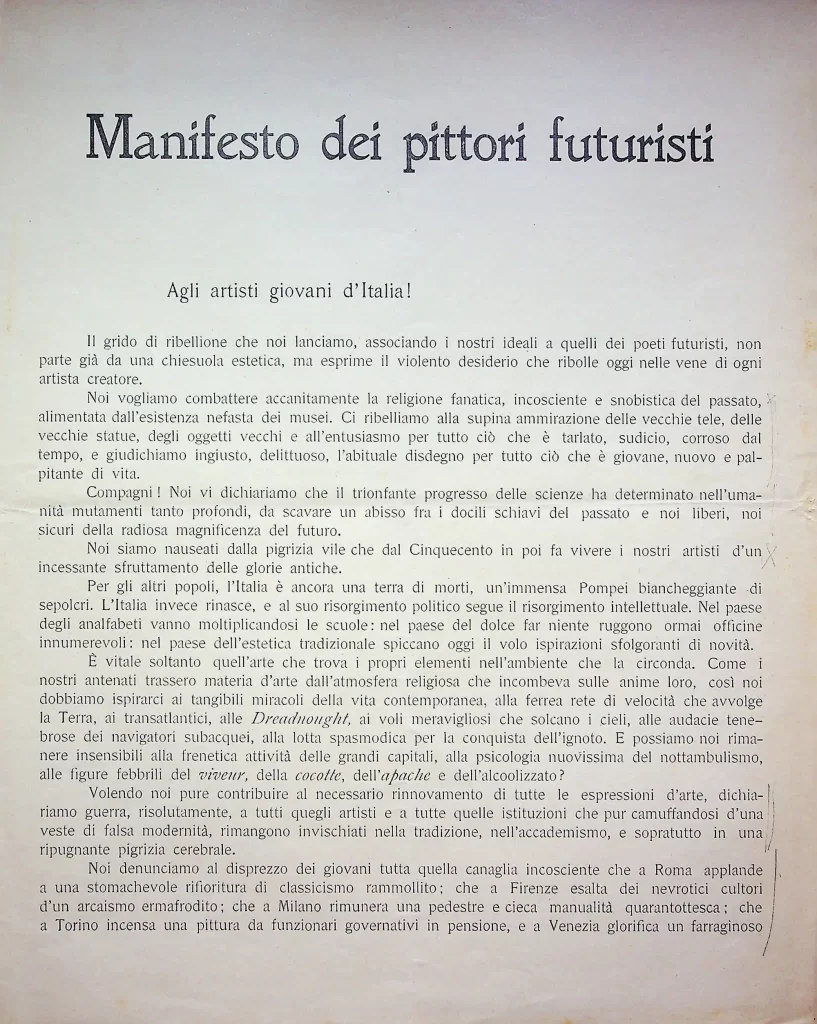 Manifesto dei pittori futuristi
Agli artisti giovani d'Italia!
Il grido di ribellione che noi lanciamo, associando i nostri ideali a quelli dei poeti futuristi, non
parte già da una chiesuola estetica, ma esprime il violento desiderio che ribolle oggi nelle vene di ogni
artista creatore.
Noi vogliamo combattere accanitamente la religione fanatica, incosciente e snobistica del passato,
alimentata dall'esistenza nefasta dei musei. Ci ribelliamo alla supina ammirazione delle vecchie tele, delle
vecchie statue, degli oggetti vecchi e all'entusiasmo per tutto ciò che è tarlato, sudicio, corroso dal
tempo, e giudichiamo ingiusto, delittuoso, l'abituale disdegno per tutto ciò che è giovane, nuovo e pal-
pitante di vita.
Compagni! Noi vi dichiariamo che il trionfante progresso delle scienze ha determinato nell'uma-
nità mutamenti tanto profondi, da scavare un abisso fra i docili schiavi del passato e noi liberi, noi
sicuri della radiosa magnificenza del futuro.
Noi siamo nauseati dalla pigrizia vile che dal Cinquecento in poi fa vivere i nostri artisti d'un
incessante sfruttamento delle glorie antiche.
Per gli altri popoli, l'Italia è ancora una terra di morti, un'immensa Pompei biancheggiante di
sepolcri. L'Italia invece rinasce, e al suo risorgimento politico segue il risorgimento intellettuale. Nel paese
degli analfabeti vanno moltiplicandosi le scuole: nel paese del dolce far niente ruggono ormai officine
innumerevoli: nel paese dell'estetica tradizionale spiccano oggi il volo ispirazioni sfolgoranti di novità.
È vitale soltanto quell'arte che trova i propri elementi nell'ambiente che la circonda. Come i
nostri antenati trassero materia d'arte dall'atmosfera religiosa che incombeva sulle anime loro, così noi
dobbiamo ispirarci ai tangibili miracoli della vita contemporanea, alla ferrea rete di velocità che avvolge
la Terra, ai transatlantici, alle Dreadnought, ai voli meravigliosi che solcano i cieli, alle audacie tene-
brose dei navigatori subacquei, alla lotta spasmodica per la conquista dell'ignoto. E possiamo noi rima-
nere insensibili alla frenetica attività delle grandi capitali, alla psicologia nuovissima del nottambulismo,
alle figure febbrili del viveur, della cocotte, dell'apache e dell'alcoolizzato?
Volendo noi pure contribuire al necessario rinnovamento di tutte le espressioni d'arte, dichia-
riamo guerra, risolutamente, a tutti quegli artisti e a tutte quelle istituzioni che pur camuffandosi d'una
veste di falsa modernità, rimangono invischiati nella tradizione, nell'accademismo, e sopratutto in una
ripugnante pigrizia cerebrale.
Noi denunciamo al disprezzo dei giovani tutta quella canaglia incosciente che a Roma applande
a una stomachevole rifioritura di classicismo rammollito; che a Firenze esalta dei nevrotici cultori
d'un arcaismo ermafrodito; che a Milano rimunera una pedestre e cieca manualità quarantottesca; che
a Torino incensa una pittura da funzionari governativi in pensione, e a Venezia glorifica un farraginoso